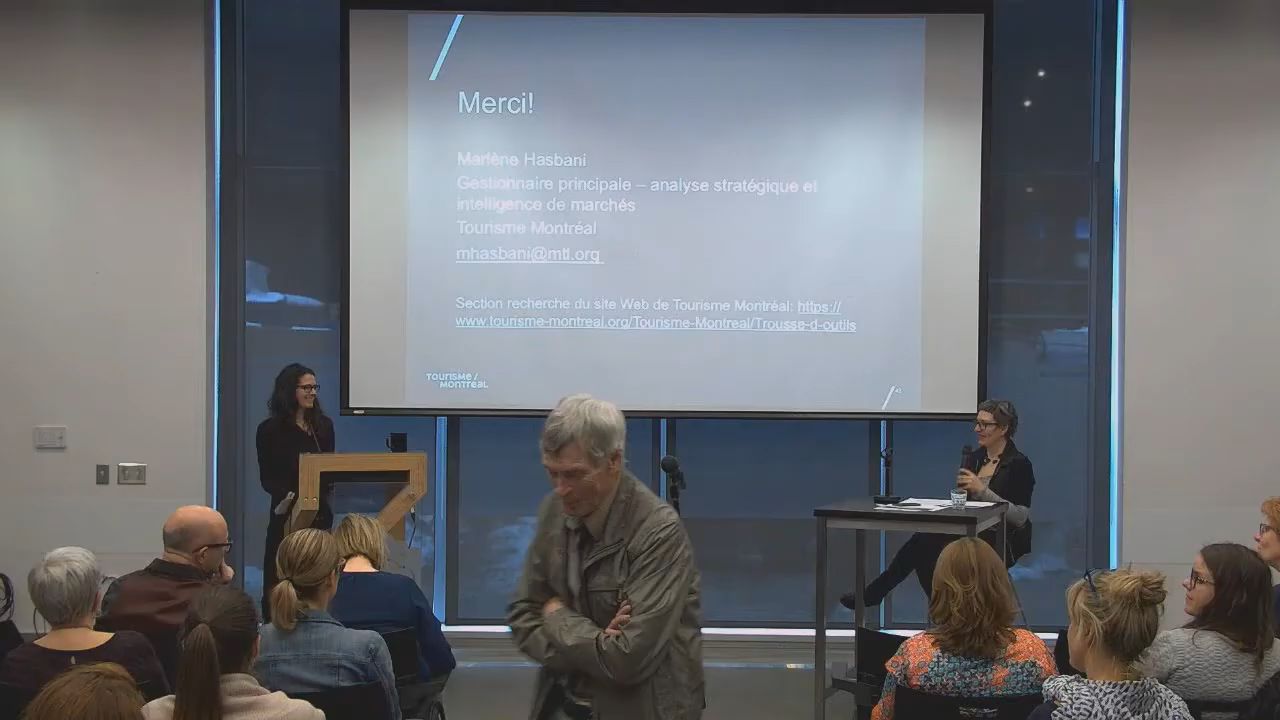 Merci!
Marlène Hasbani
Gestionnaire principale – analyse stratégique et
intelligence de marchés
Tourisme Montréal
mhasbani@mtl.org
Section recherche du site Web de Tourisme Montréal: https://
www.tourisme-montreal.org/Tourisme-Montreal/Trousse-d-outils
TOURISME /
MONTRÉAL